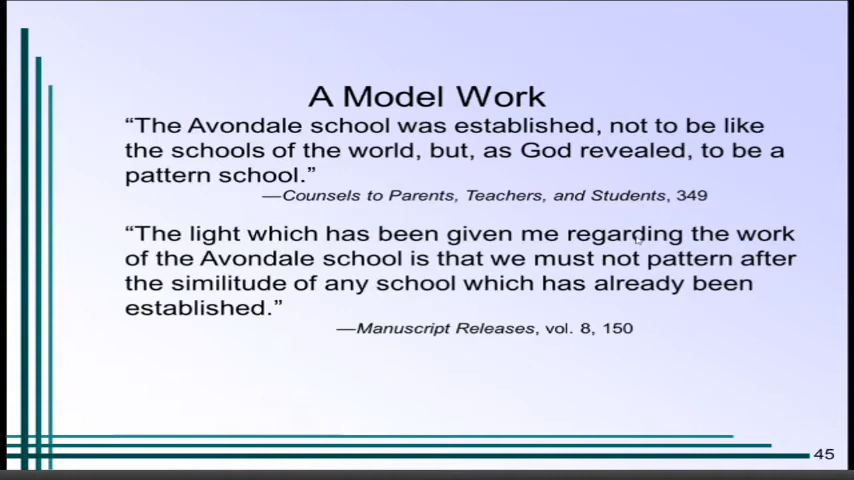 A Model Work
“The Avondale school was established, not to be like
the schools of the world, but, as God revealed, to be a
pattern school.”
—Counsels to Parents, Teachers, and Students, 349
“The light which has been given me regarding the work
of the Avondale school is that we must not pattern after
the similitude of any school which has already been
established.”
—Manuscript Releases, vol. 8, 150
45